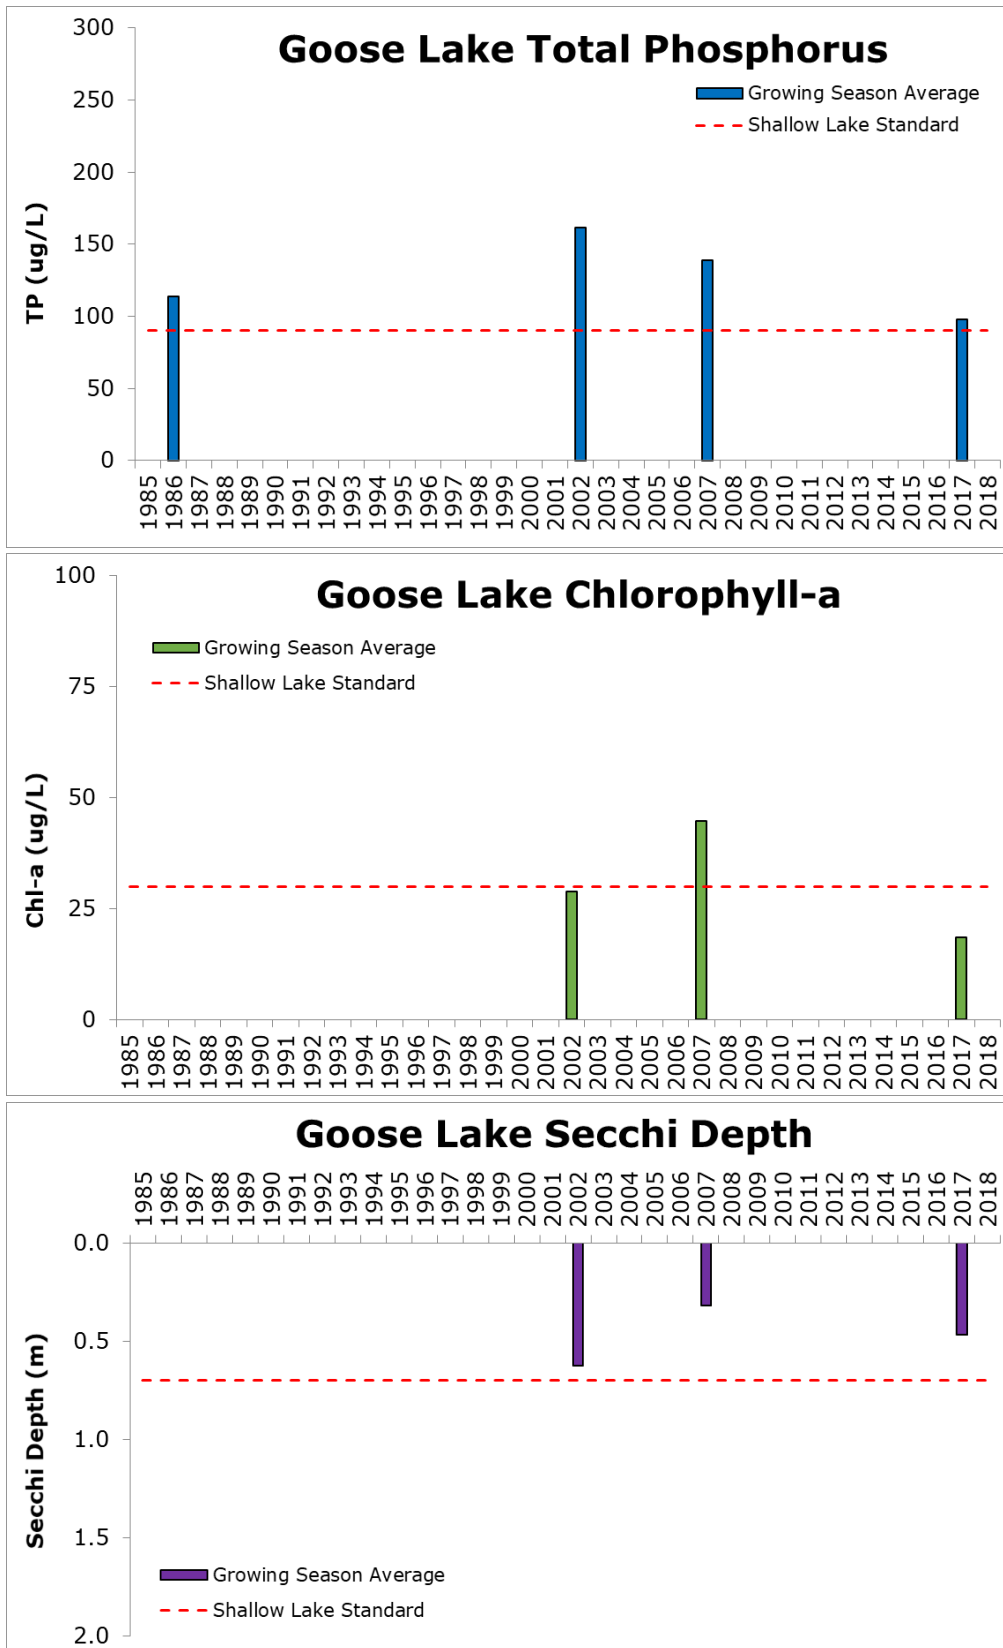 Goose Lake Total Phosphorus
Growing Season Average
Shallow Lake Standard
TP (ug/L)
300
250
200
150
100
50
0
1985 1986 1987 1988 1989 1990 1991 1992 1993 1994 1995 1996 1997 1998 1999 2000 2001 2002 2003 2004 2005 2006 2007 2008 2009 2010 2011 2012 2013 2014 2015 2016 2017 2018
Goose Lake Chlorophyll-a
Growing Season Average
Shallow Lake Standard
Chl-a (ug/L)
100
75
50
25
0
1985 1986 1987 1988 1989 1990 1991 1992 1993 1994 1995 1996 1997 1998 1999 2000 2001 2002 2003 2004 2005 2006 2007 2008 2009 2010 2011 2012 2013 2014 2015 2016 2017 2018
Goose Lake Secchi Depth
1985 1986 1987 1988 1989 1990 1991 1992 1993 1994 1995 1996 1997 1998 1999 2000 2001 2002 2003 2004 2005 2006 2007 2008 2009 2010 2011 2012 2013 2014 2015 2016 2017 2018
Secchi Depth (m)
0.0
0.5
1.0
1.5
2.0
Growing Season Average
Shallow Lake Standard